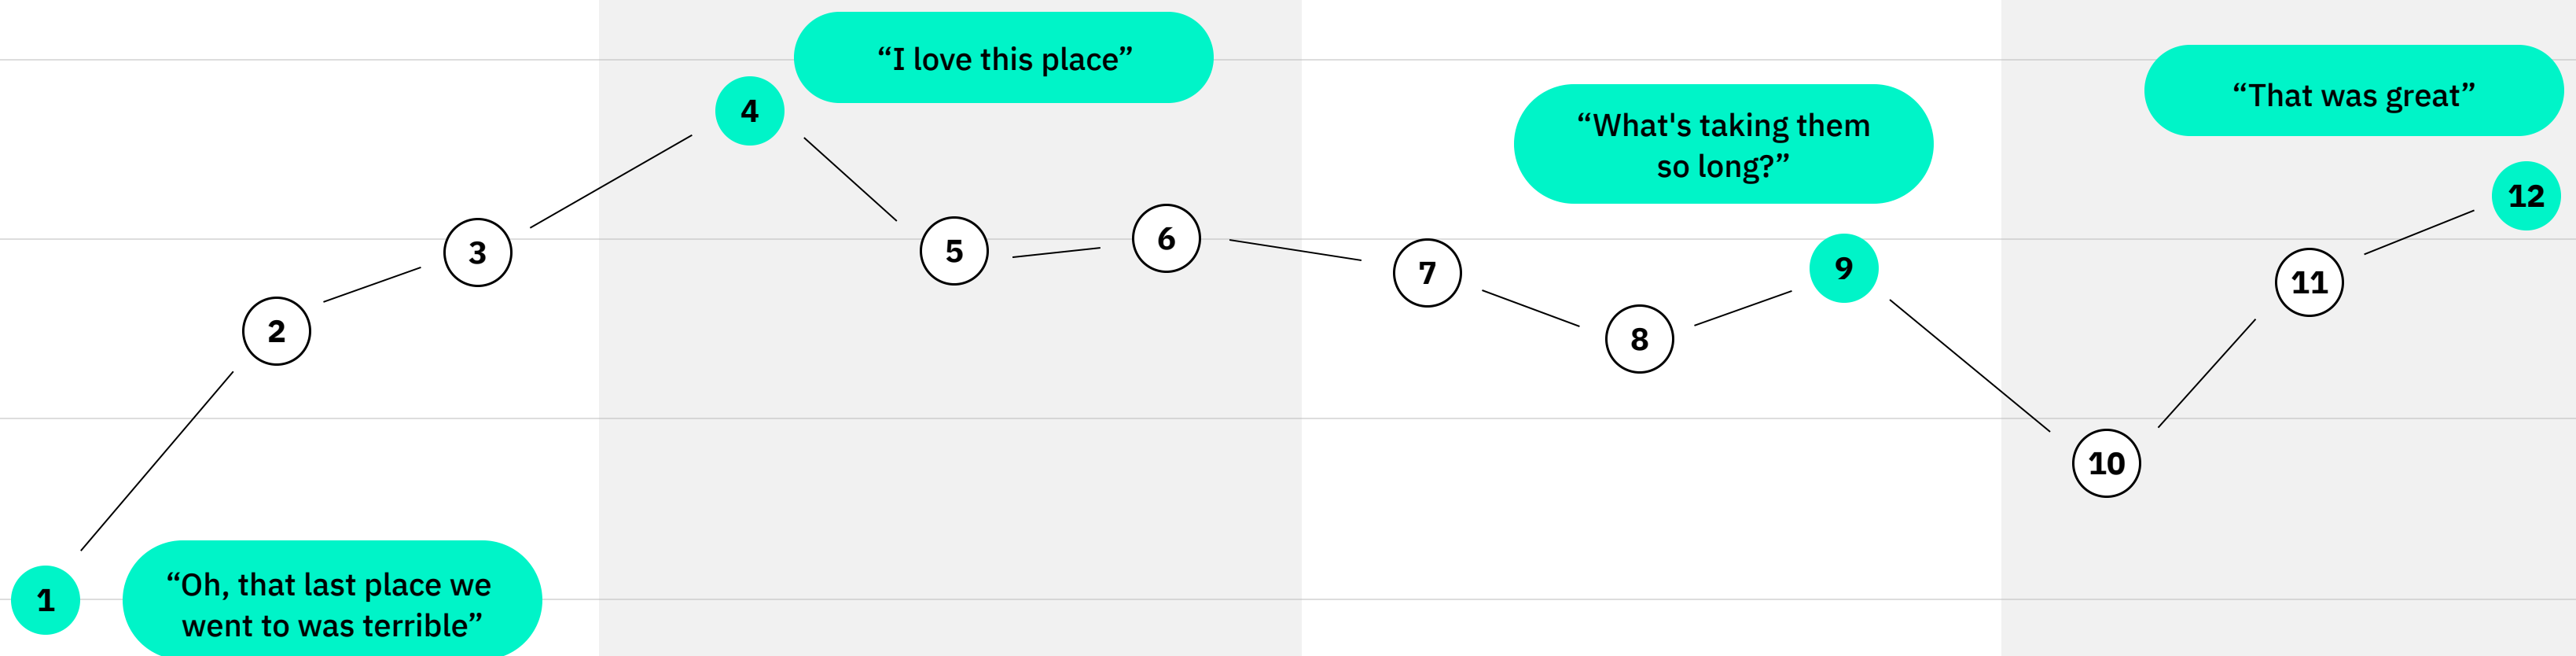 “I love this place”
“That was great”
4
“What's taking them
so long?”
12
3
5
6
7
9
11
2
8
10
1
“Oh, that last place we
went to was terrible”